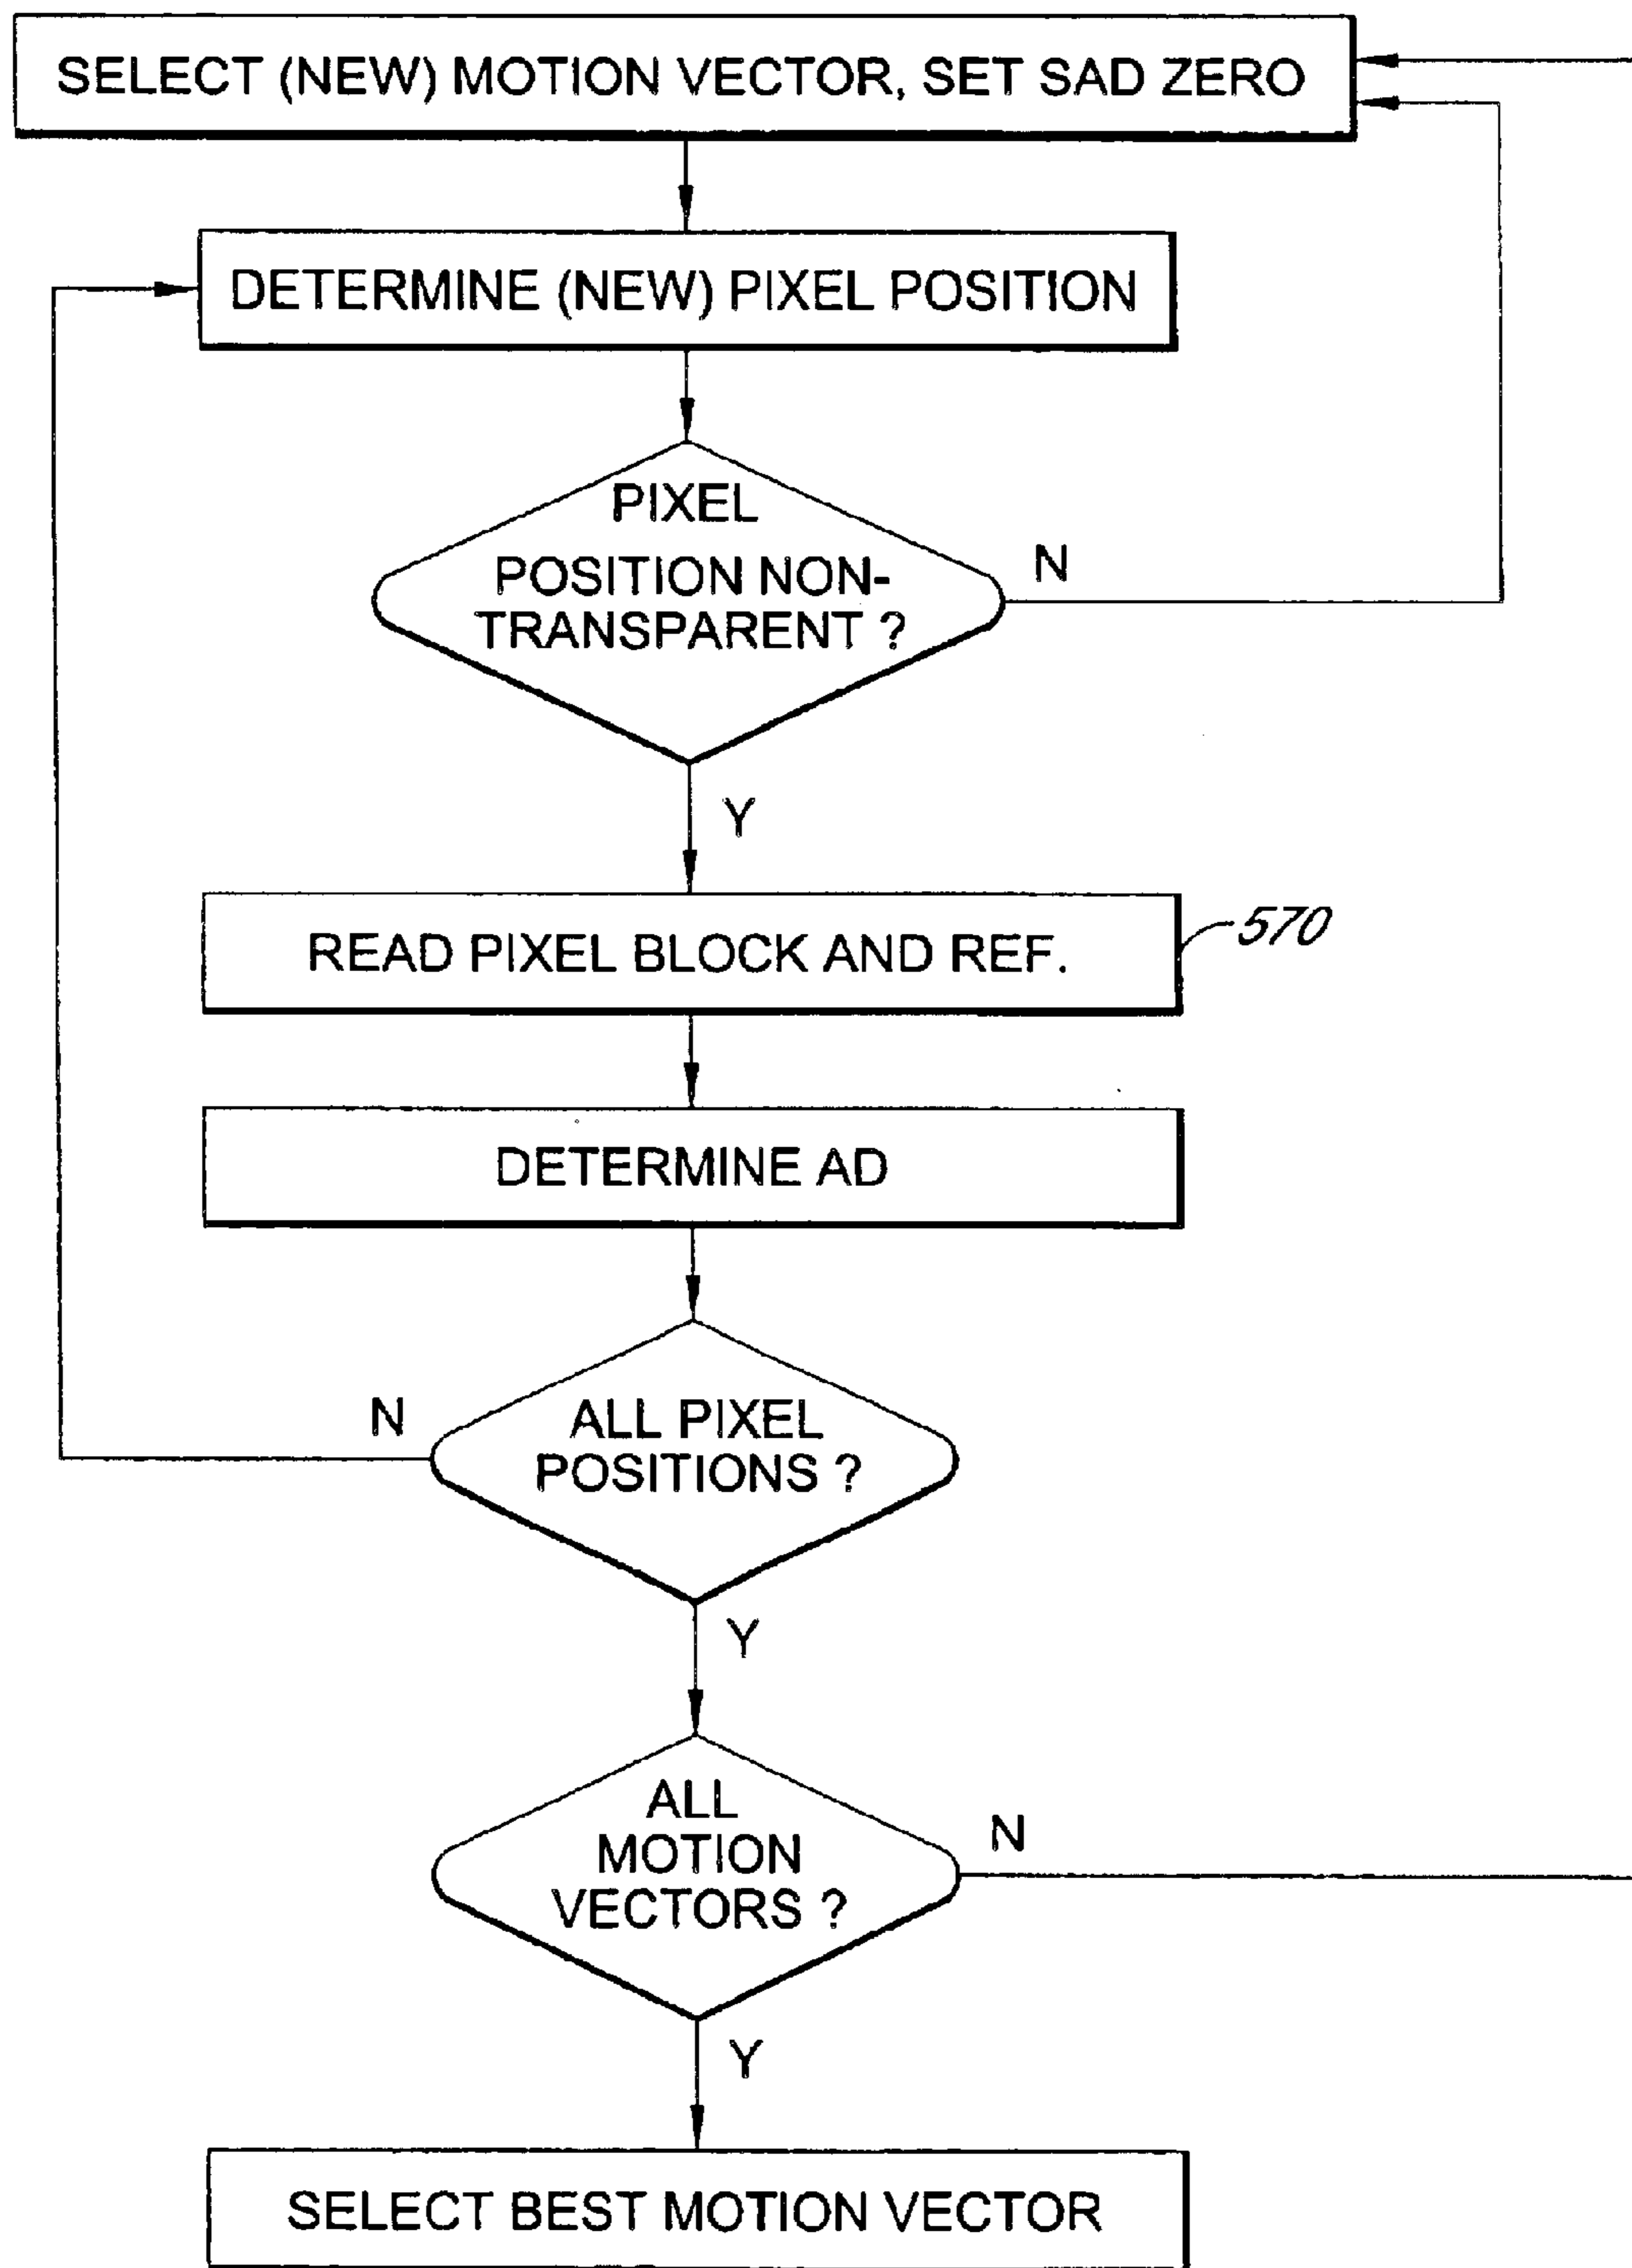 SELECT (NEW) MOTION VECTOR, SET SAD ZERO
DETERMINE (NEW) PIXEL POSITION
PIXEL
POSITION NON-
TRANSPARENT ?
N
Y
READ PIXEL BLOCK AND REF.
570
DETERMINE AD
N
ALL PIXEL
POSITIONS ?
Y
ALL
MOTION
VECTORS ?
N
Y
SELECT BEST MOTION VECTOR